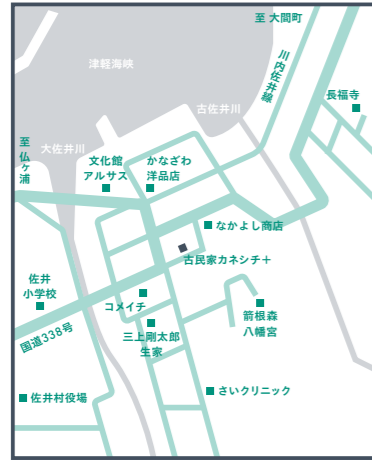 至 大間町
津軽海峡
川内佐井線
古佐井川
長福寺
至 仏ヶ浦
大佐井川
文化館
アルサス
かなざわ
洋品店
なかよし商店
古民家カネシチ＋
佐井
小学校
コメイチ
箭根森
八幡宮
国道338号
三上剛太郎
生家
佐井村役場
さいクリニック